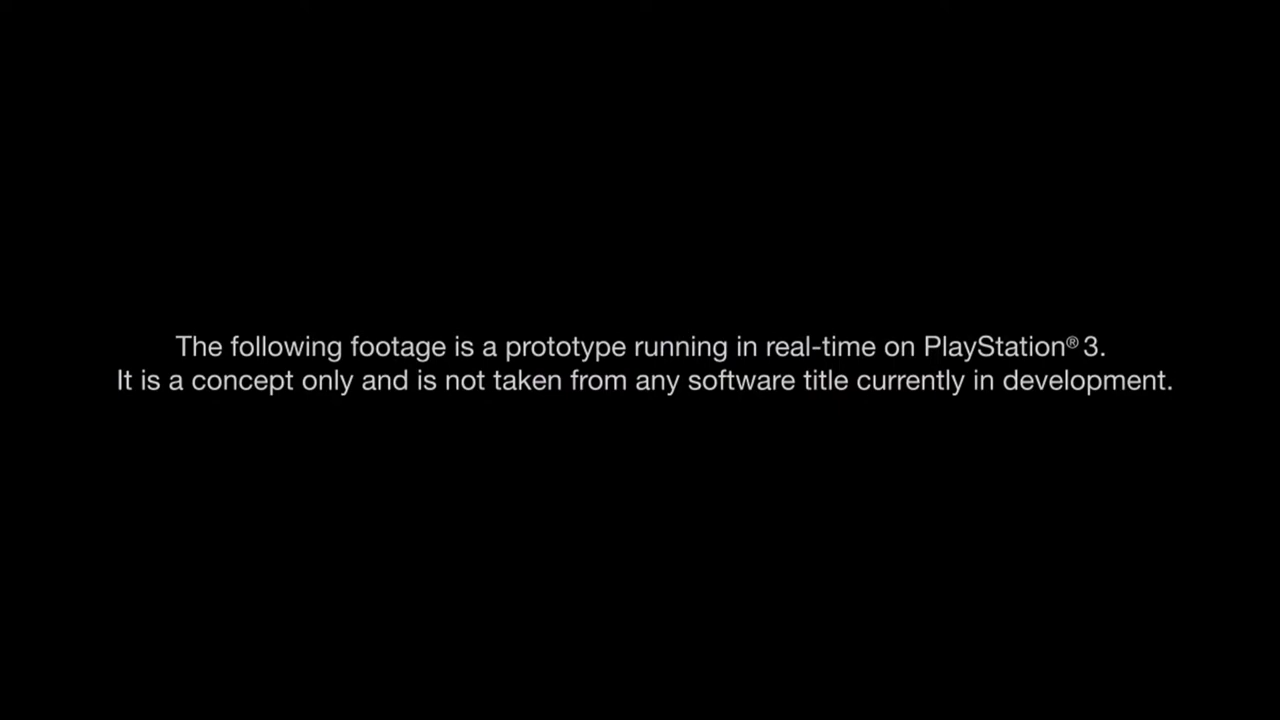 The following footage is a prototype running in real-time on PlayStation®3.
It is a concept only and is not taken from any software title currently in development.